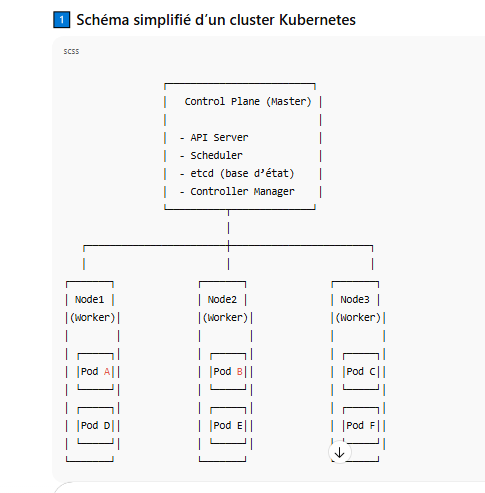 1 Schéma simplifié d’un cluster Kubernetes
scss
Control Plane (Master)
- API Server
- Scheduler
- etcd (base d’état)
- Controller Manager
Node1 Node2 Node3
(Worker) (Worker) (Worker)
Pod A Pod B Pod C
Pod D Pod E Pod F